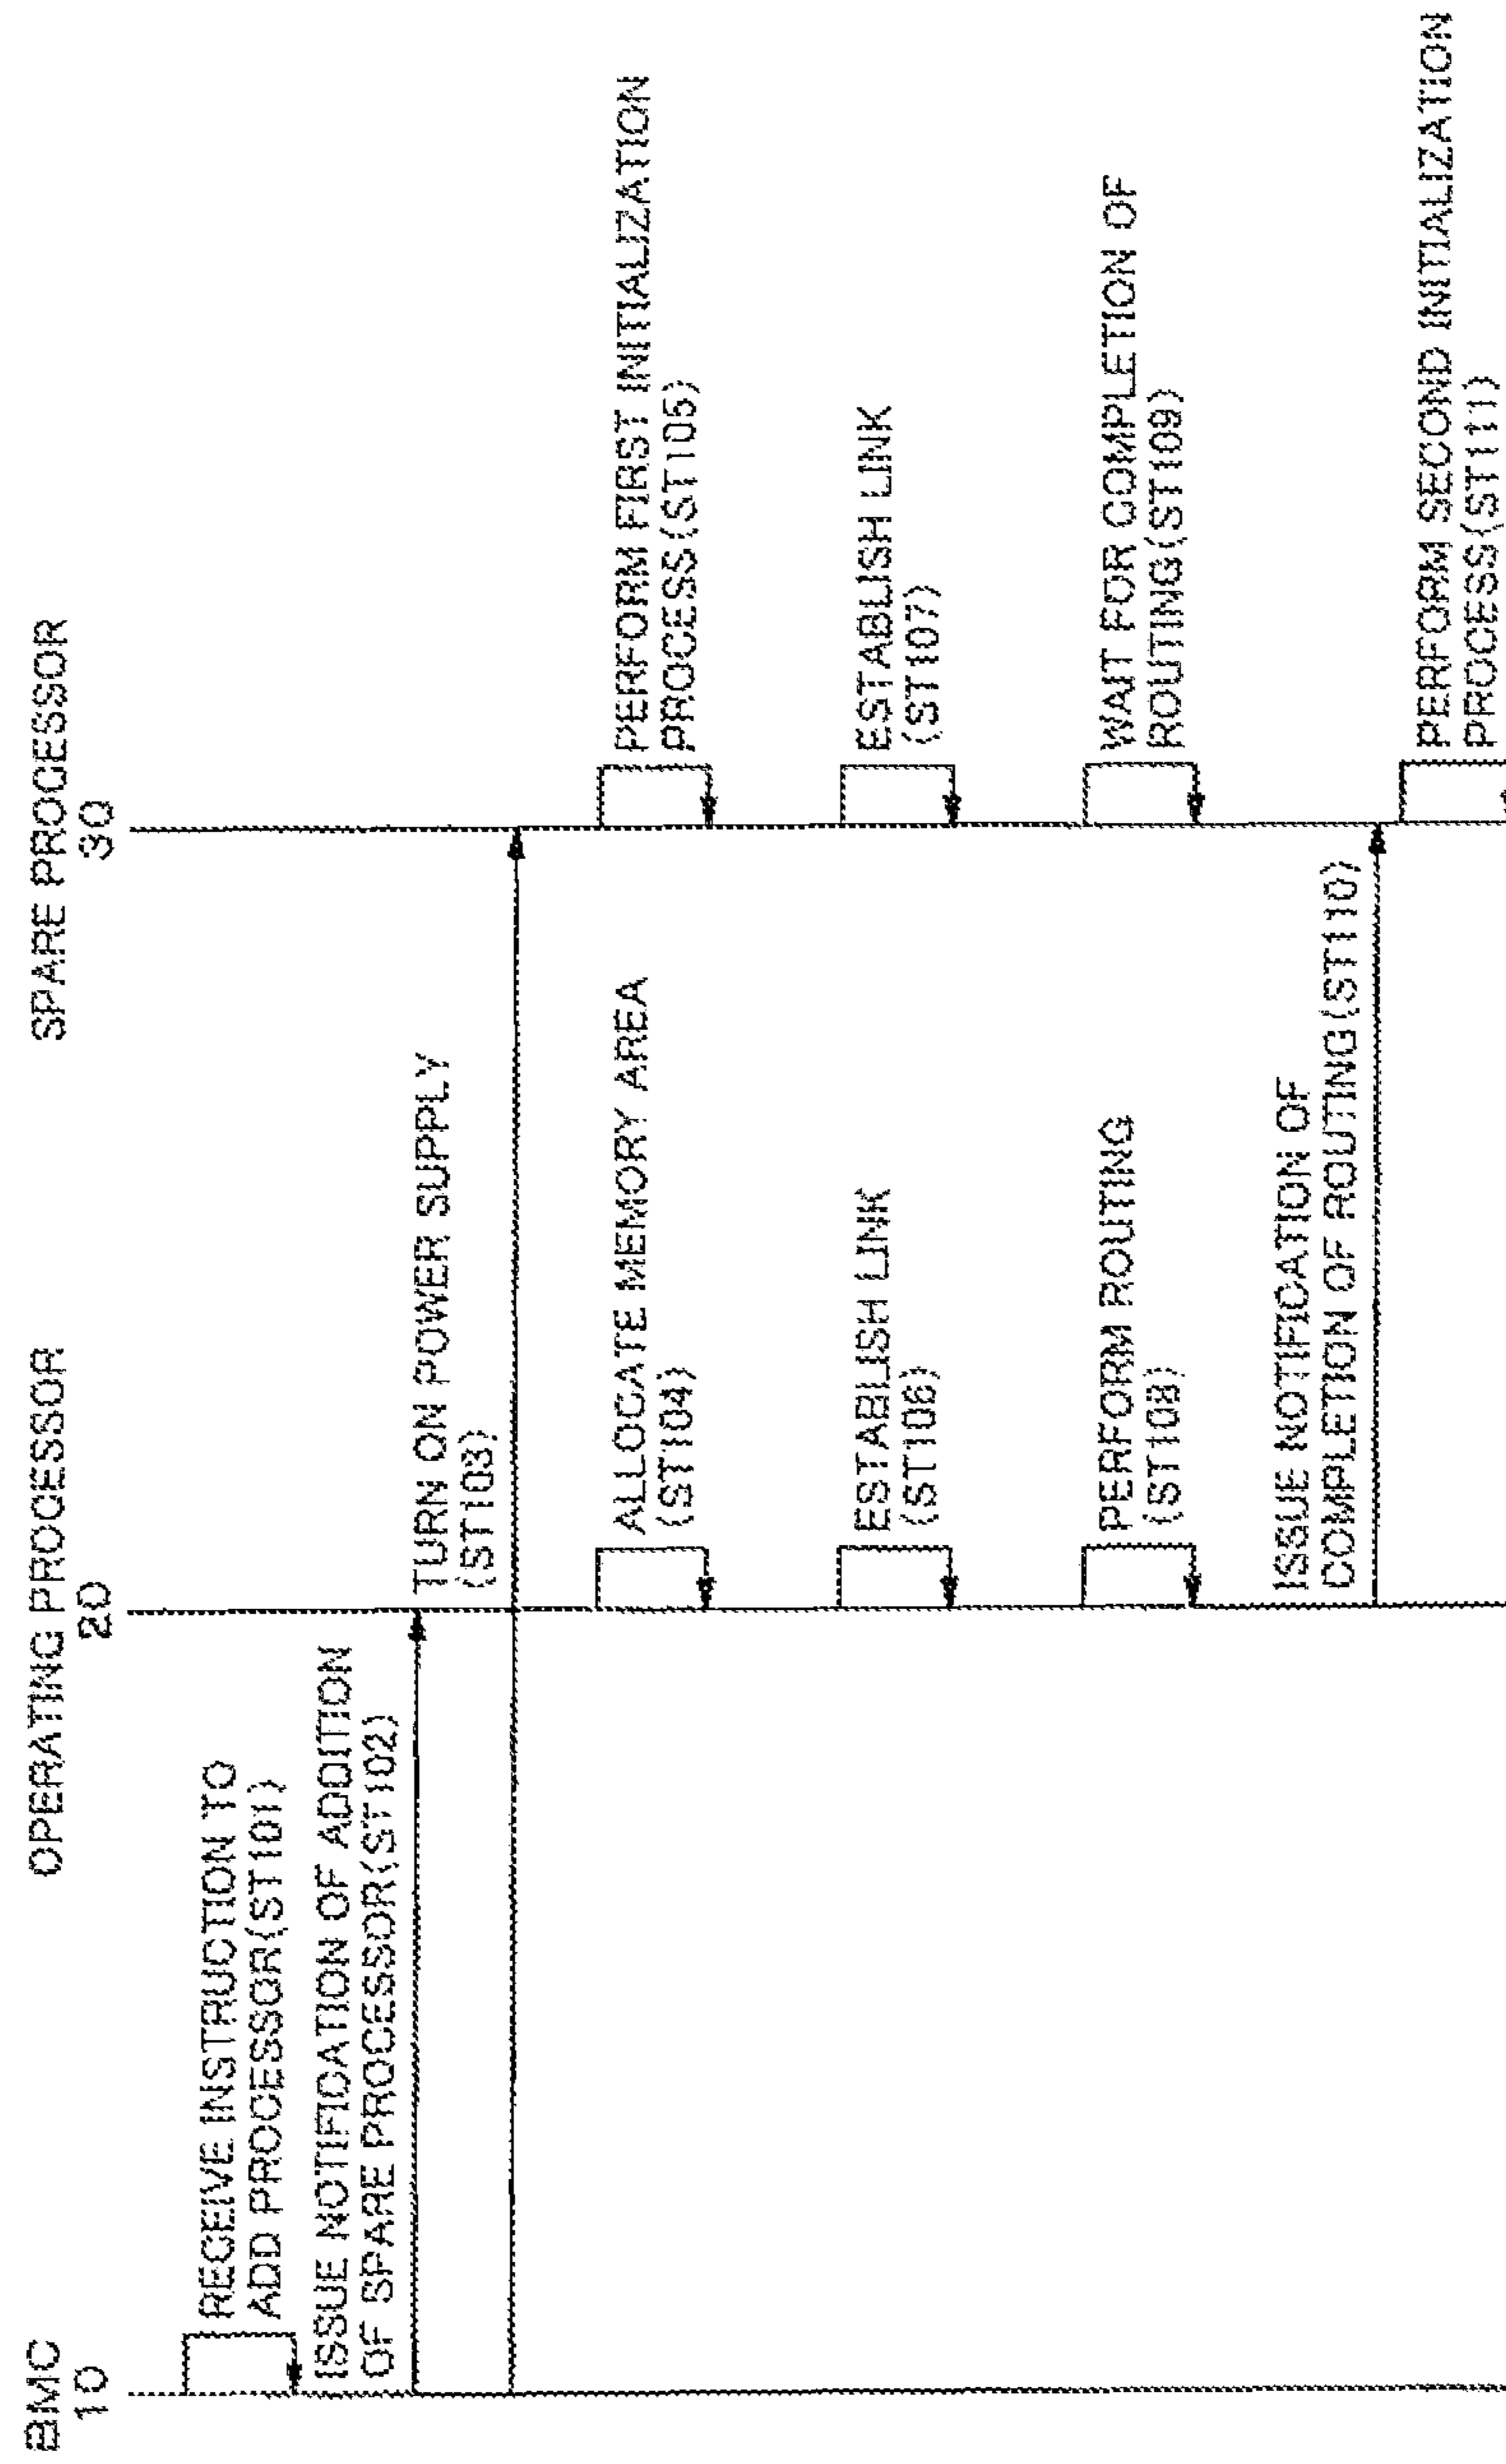 BMC
10
OPERATING PROCESSOR
20
SPARE PROCESSOR
30
RECEIVE INSTRUCTION TO
ADD PROCESSOR(ST101)
ISSUE NOTIFICATION OF ADDITION
OF SPARE PROCESSOR(ST102)
TURN ON POWER SUPPLY
(ST103)
ALLOCATE MEMORY AREA
(ST104)
PERFORM FIRST INITIALIZATION
PROCESS(ST105)
ESTABLISH LINK
(ST106)
ESTABLISH LINK
(ST107)
PERFORM ROUTING
(ST108)
WAIT FOR COMPLETION OF
ROUTING(ST109)
ISSUE NOTIFICATION OF
COMPLETION OF ROUTING(ST110)
PERFORM SECOND INITIALIZATION
PROCESS(ST111)